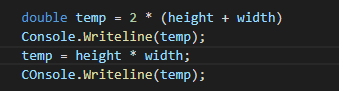 double temp = 2 * (height + width)
Console.Writeline(temp);
temp = height * width;
COnsole.Writeline(temp);